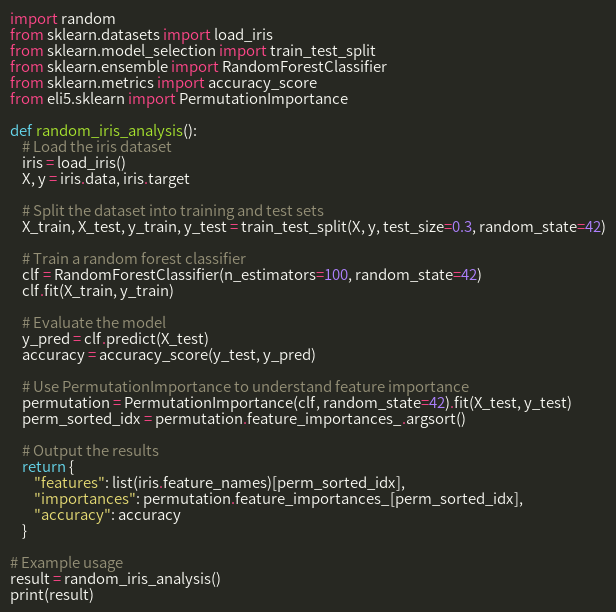 import random
from sklearn.datasets import load_iris
from sklearn.model_selection import train_test_split
from sklearn.ensemble import RandomForestClassifier
from sklearn.metrics import accuracy_score
from eli5.sklearn import PermutationImportance

def random_iris_analysis():
    # Load the iris dataset
    iris = load_iris()
    X, y = iris.data, iris.target

    # Split the dataset into training and test sets
    X_train, X_test, y_train, y_test = train_test_split(X, y, test_size=0.3, random_state=42)

    # Train a random forest classifier
    clf = RandomForestClassifier(n_estimators=100, random_state=42)
    clf.fit(X_train, y_train)

    # Evaluate the model
    y_pred = clf.predict(X_test)
    accuracy = accuracy_score(y_test, y_pred)

    # Use PermutationImportance to understand feature importance
    permutation = PermutationImportance(clf, random_state=42).fit(X_test, y_test)
    perm_sorted_idx = permutation.feature_importances_.argsort()

    # Output the results
    return {
        "features": list(iris.feature_names)[perm_sorted_idx],
        "importances": permutation.feature_importances_[perm_sorted_idx],
        "accuracy": accuracy
    }

# Example usage
result = random_iris_analysis()
print(result)